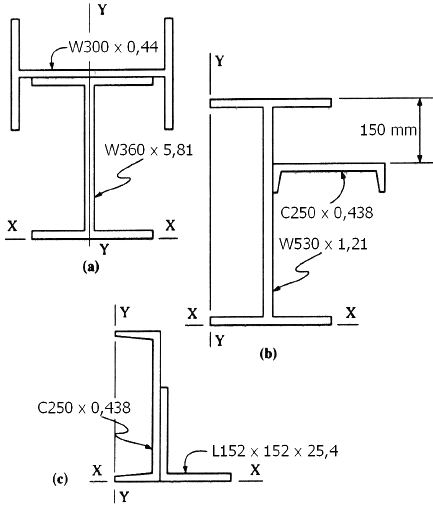 Y
W300 x 0,44
W360 x 5,81
X X
Y
(a)
Y
150 mm
C250 x 0,438
W530 x 1,21
X X
Y
(b)
Y
C250 x 0,438
L152 x 152 x 25,4
X X
Y
(c)